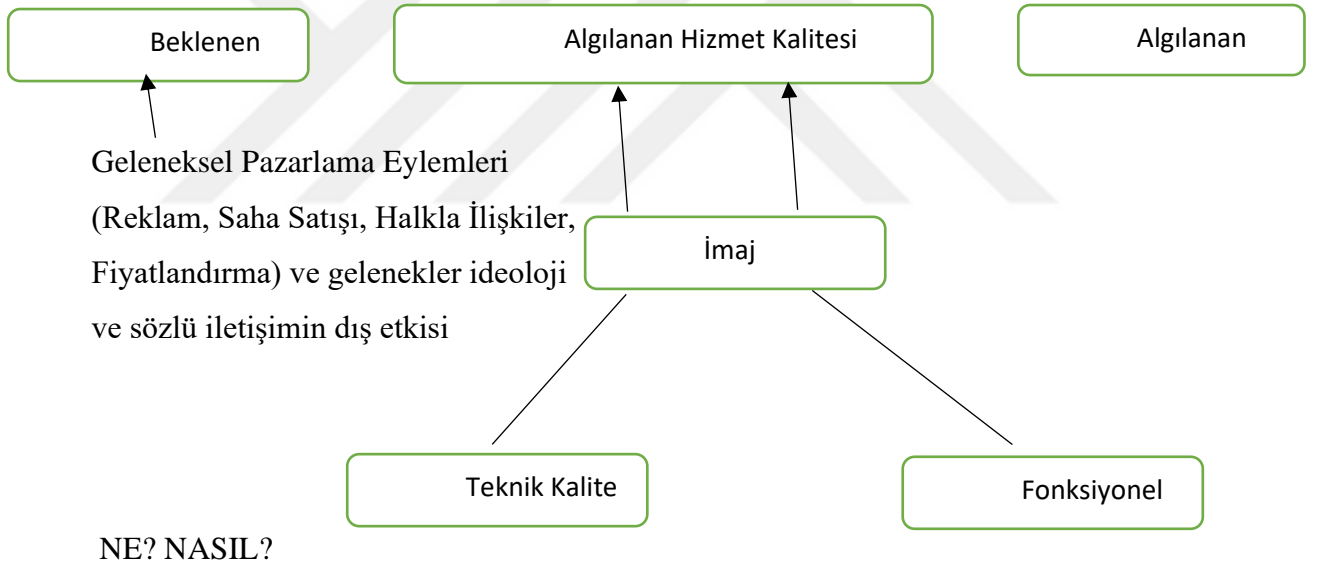 Beklenen
Algılanan Hizmet Kalitesi
Algılanan
Geleneksel Pazarlama Eylemleri
(Reklam, Saha Satışı, Halkla İlişkiler,
Fiyatlandırma) ve gelenekler ideoloji
ve sözlü iletişimin dış etkisi
İmaj
Teknik Kalite
Fonksiyonel
NE? NASIL?